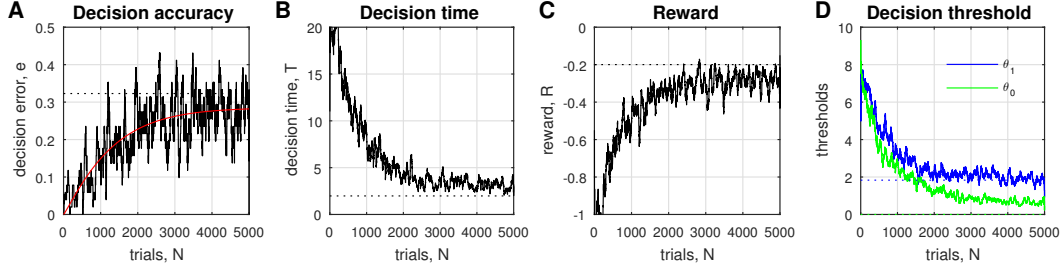 A Decision accuracy
0.5
0.4
0.3
0.2
0.1
0
decision error, e
0 1000 2000 3000 4000 5000
trials, N
B Decision time
20
15
10
5
0
decision time, T
0 1000 2000 3000 4000 5000
trials, N
C Reward
0
-0.2
-0.4
-0.6
-0.8
-1
reward, R
0 1000 2000 3000 4000 5000
trials, N
D Decision threshold
10
8
6
4
2
0
thresholds
θ1
θ0
0 1000 2000 3000 4000 5000
trials, N